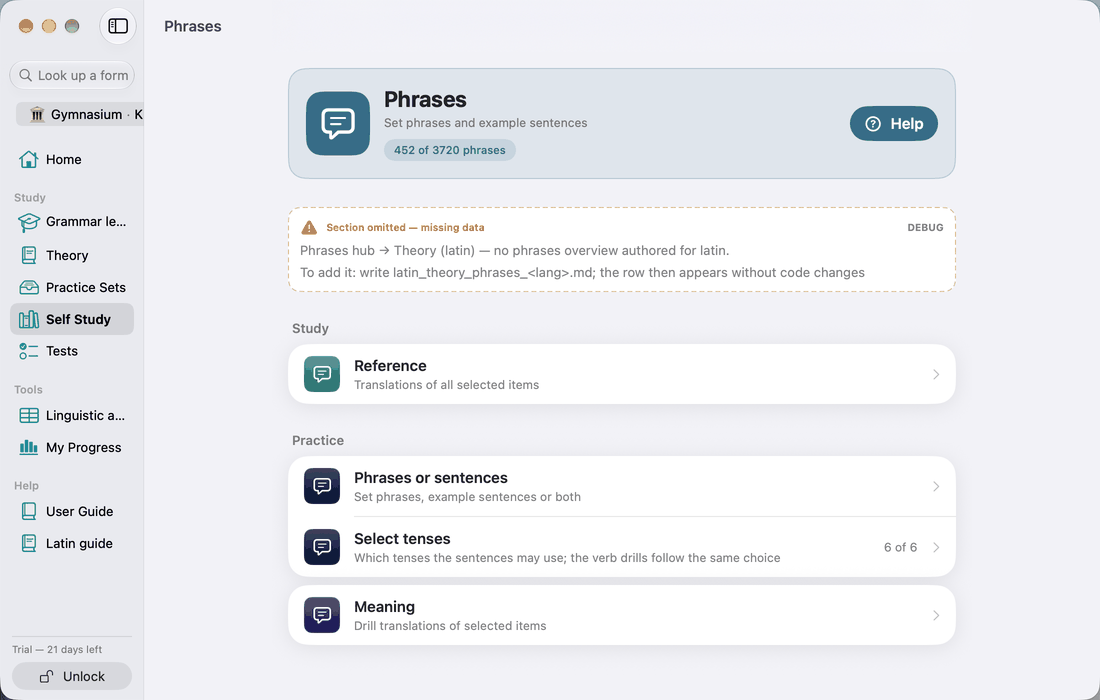 Phrases
Look up a form
Gymnasium · K
Home
Study
Grammar le...
Theory
Practice Sets
Self Study
Tests
Tools
Linguistic a...
My Progress
Help
User Guide
Latin guide
Trial — 21 days left
Unlock
Phrases
Set phrases and example sentences
452 of 3720 phrases
Help
Section omitted — missing data
DEBUG
Phrases hub → Theory (latin) — no phrases overview authored for latin.
To add it: write latin_theory_phrases_<lang>.md; the row then appears without code changes
Study
Reference
Translations of all selected items
Practice
Phrases or sentences
Set phrases, example sentences or both
Select tenses
Which tenses the sentences may use; the verb drills follow the same choice
6 of 6
Meaning
Drill translations of selected items